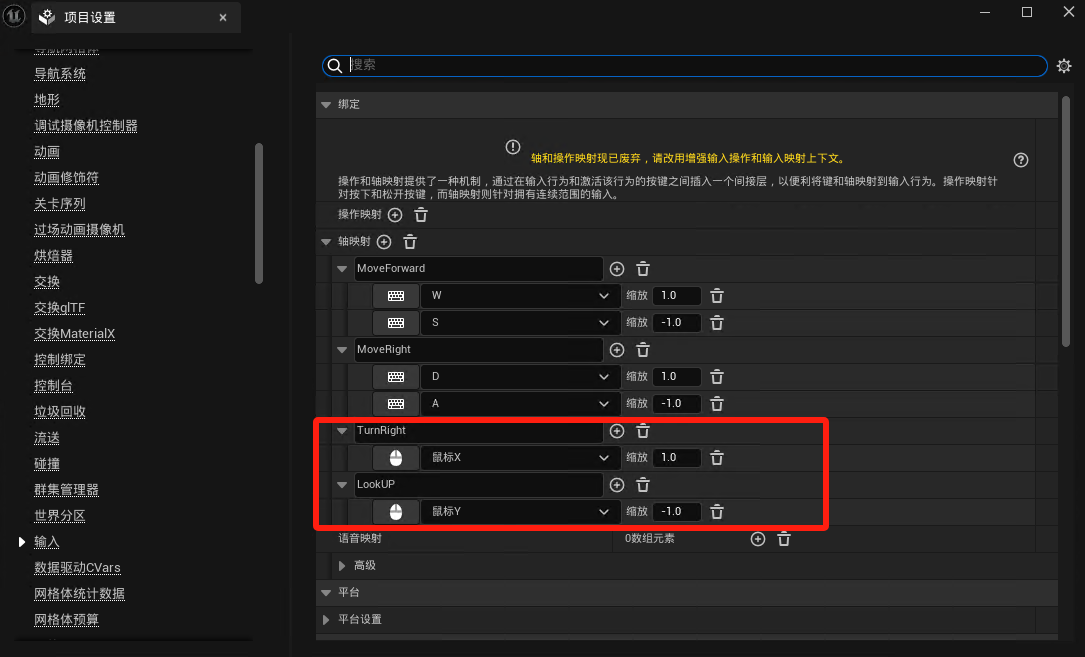 项目设置
导航网格体
导航系统
地形
调试摄像机控制器
动画
动画修饰符
关卡序列
过场动画摄像机
烘焙器
交换
交换glTF
交换MaterialX
控制绑定
控制台
垃圾回收
流送
碰撞
群集管理器
世界分区
输入
数据驱动CVars
网格体统计数据
网格体预算
搜索
绑定
轴和操作映射现已废弃，请改用增强输入操作和输入映射上下文。
操作和轴映射提供了一种机制，通过在输入行为和激活该行为的按键之间插入一个间接层，以便利将键和轴映射到输入行为。操作映射针
对按下和松开按键，而轴映射则针对拥有连续范围的输入。
操作映射
轴映射
MoveForward
W 缩放 1.0
S 缩放 -1.0
MoveRight
D 缩放 1.0
A 缩放 -1.0
TurnRight
鼠标X 缩放 1.0
LookUP
鼠标Y 缩放 -1.0
语音映射 0数组元素
高级
平台
平台设置